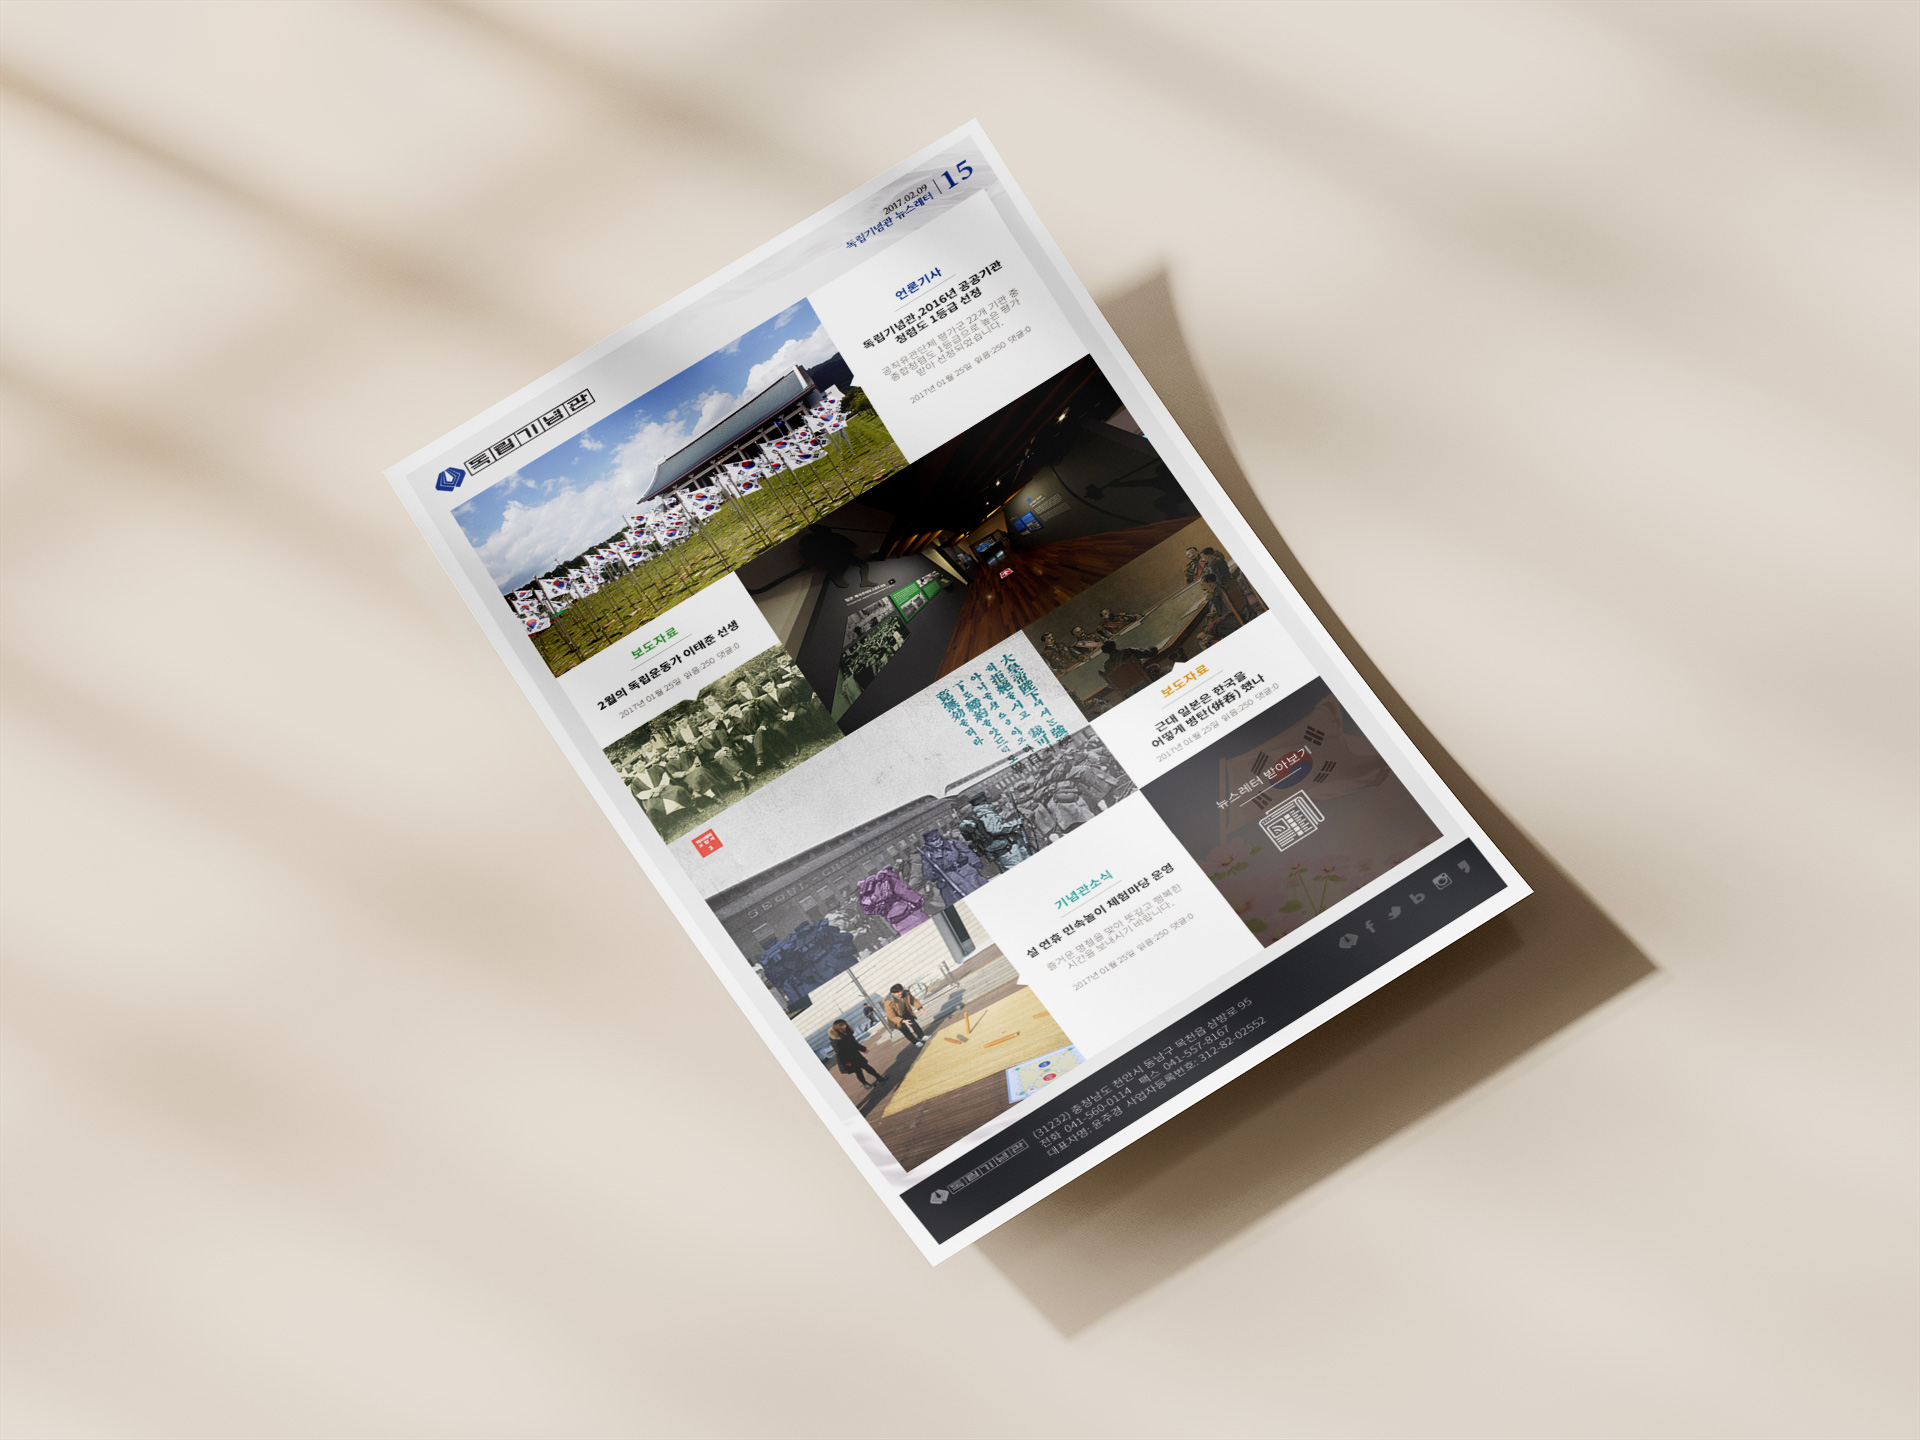 2017.02.09
독립기념관 뉴스레터
15
독립기념관
언론기사
독립기념관,2016년 공공기관
청렴도 1등급 선정
공직유관단체 평가군 22개 기관 중
종합청렴도 1등급으로 높은 평가
받아 선정되었습니다.
2017년 01월 25일 읽음:250 댓글:0
보도자료
2월의 독립운동가 이태준 선생
2017년 01월 25일 읽음:250 댓글:0
보도자료
근대 일본은 한국을
어떻게 병탄(倂呑) 했나
2017년 01월 25일 읽음:250 댓글:0
뉴스레터 받아보기
기념관소식
설 연휴 민속놀이 체험마당 운영
즐거운 명절을 맞아 뜻깊고 행복한
시간을 보내시기 바랍니다.
2017년 01월 25일 읽음:250 댓글:0
독립기념관
(31232) 충청남도 천안시 동남구 목천읍 삼방로 95
전화 041-560-0114 팩스 041-557-8167
대표자명: 윤주경 사업자등록번호: 312-82-02552